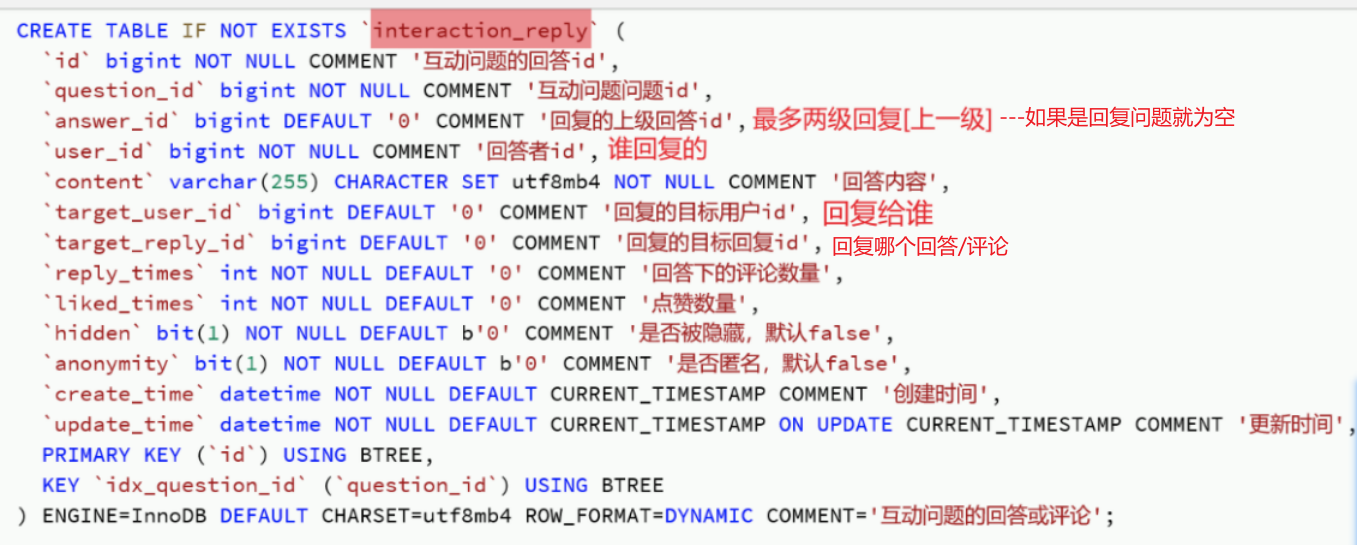 CREATE TABLE IF NOT EXISTS `interaction_reply` (
`id` bigint NOT NULL COMMENT '互动问题的回答id',
`question_id` bigint NOT NULL COMMENT '互动问题问题id',
`answer_id` bigint DEFAULT '0' COMMENT '回复的上级回答id', 最多两级回复[上一级] ---如果是回复问题就为空
`user_id` bigint NOT NULL COMMENT '回答者id', 谁回复的
`content` varchar(255) CHARACTER SET utf8mb4 NOT NULL COMMENT '回答内容',
`target_user_id` bigint DEFAULT '0' COMMENT '回复的目标用户id', 回复给谁
`target_reply_id` bigint DEFAULT '0' COMMENT '回复的目标回复id', 回复哪个回答/评论
`reply_times` int NOT NULL DEFAULT '0' COMMENT '回答下的评论数量',
`liked_times` int NOT NULL DEFAULT '0' COMMENT '点赞数量',
`hidden` bit(1) NOT NULL DEFAULT b'0' COMMENT '是否被隐藏，默认false',
`anonymity` bit(1) NOT NULL DEFAULT b'0' COMMENT '是否匿名，默认false',
`create_time` datetime NOT NULL DEFAULT CURRENT_TIMESTAMP COMMENT '创建时间',
`update_time` datetime NOT NULL DEFAULT CURRENT_TIMESTAMP ON UPDATE CURRENT_TIMESTAMP COMMENT '更新时间',
PRIMARY KEY (`id`) USING BTREE,
KEY `idx_question_id` (`question_id`) USING BTREE
) ENGINE=InnoDB DEFAULT CHARSET=utf8mb4 ROW_FORMAT=DYNAMIC COMMENT='互动问题的回答或评论';